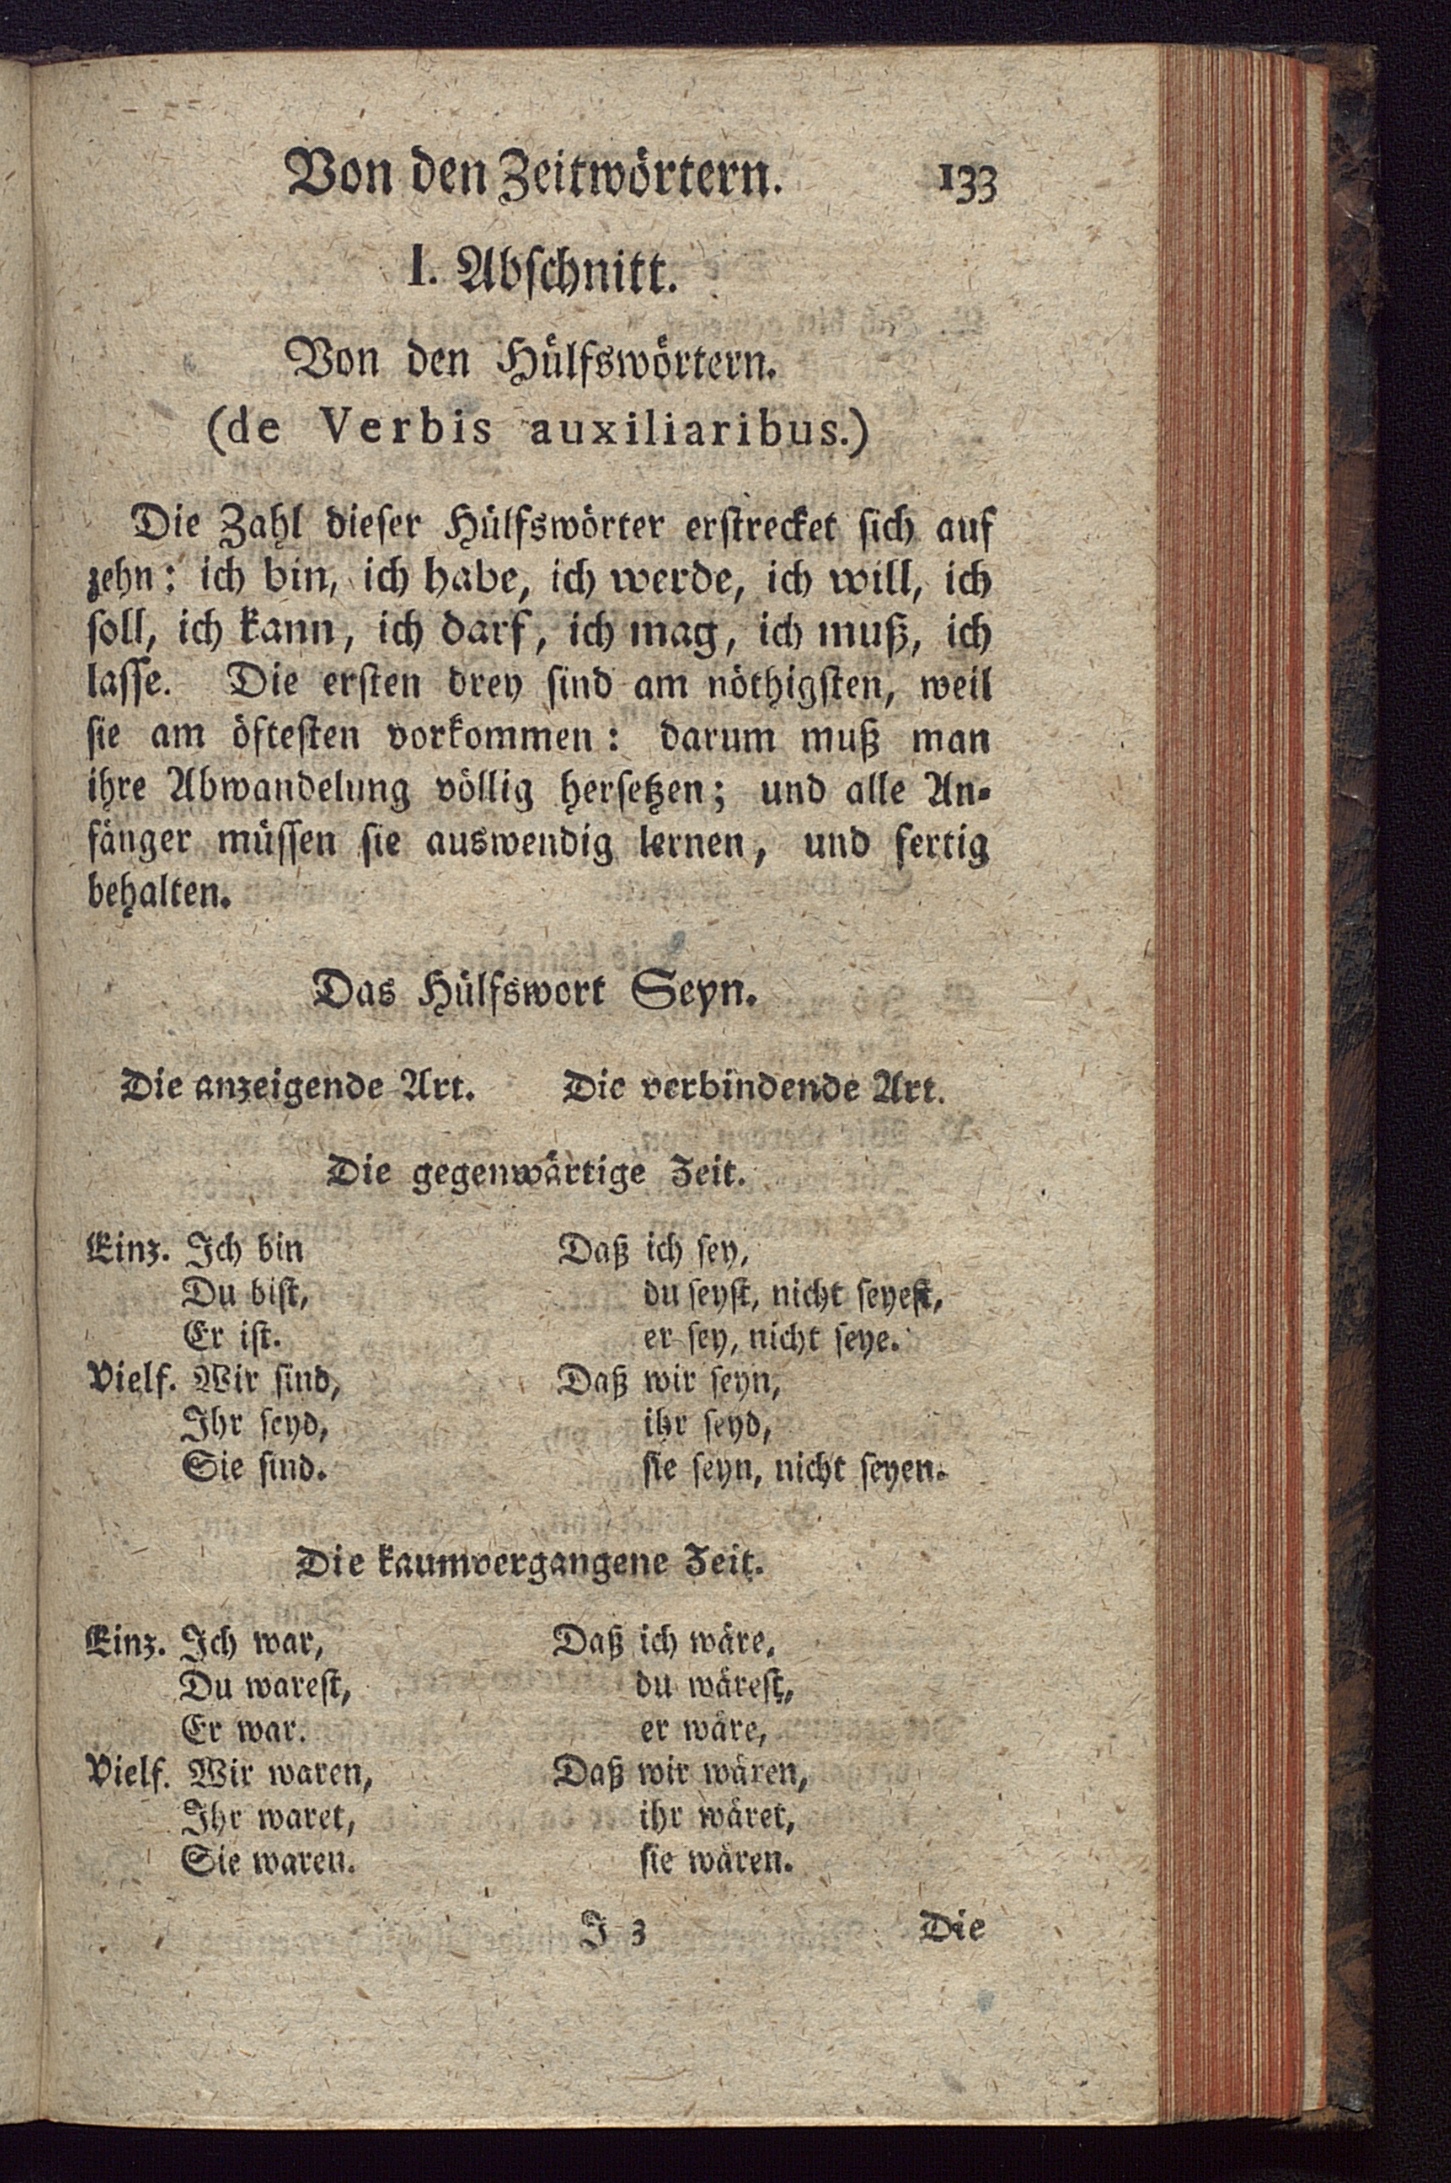 Von den Zeitwörtern. 133
I. Abschnitt.
Von den Hülfswörtern.
(de Verbis auxiliaribus.)
Die Zahl dieser Hülfswörter erstrecket sich auf
zehn: ich bin, ich habe, ich werde, ich will, ich
soll, ich kann, ich darf, ich mag, ich muß, ich
lasse. Die ersten drey sind am nöthigsten, weil
sie am öftesten vorkommen: darum muß man
ihre Abwandelung völlig hersetzen; und alle An-
fänger müssen sie auswendig lernen, und fertig
behalten.
Das Hülfswort Seyn.
Die anzeigende Art. Die verbindende Art.
Die gegenwärtige Zeit.
Einz. Ich bin Daß ich sey,
Du bist, du seyst, nicht seyest,
Er ist. er sey, nicht seye.
Vielf. Wir sind, Daß wir seyn,
Ihr seyd, ihr seyd,
Sie sind. sie seyn, nicht seyen.
Die kaumvergangene Zeit.
Einz. Ich war, Daß ich wäre,
Du warest, du wärest,
Er war. er wäre,
Vielf. Wir waren, Daß wir wären,
Ihr waret, ihr wäret,
Sie waren. sie wären.
J 3 Die